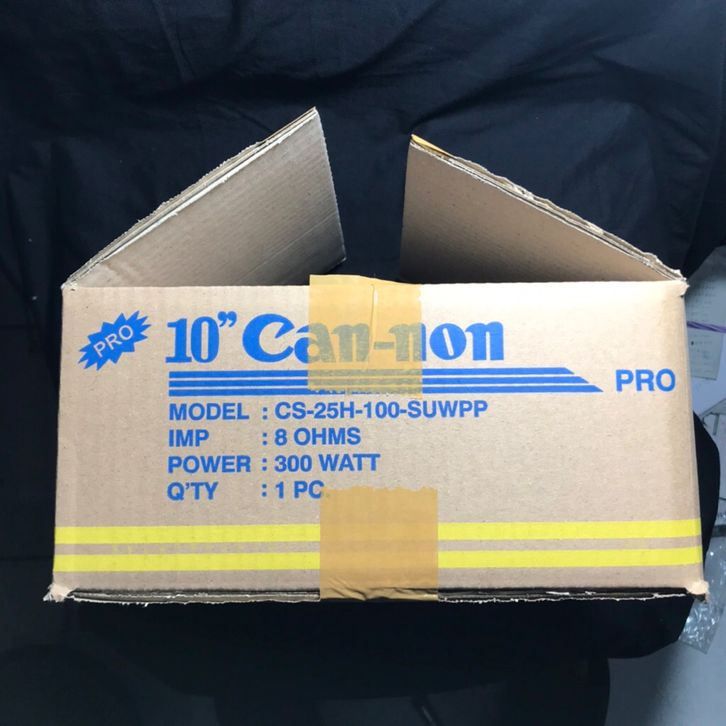 PRO
10” Can-non
PRO
MODEL : CS-25H-100-SUWPP
IMP : 8 OHMS
POWER : 300 WATT
Q'TY : 1 PC